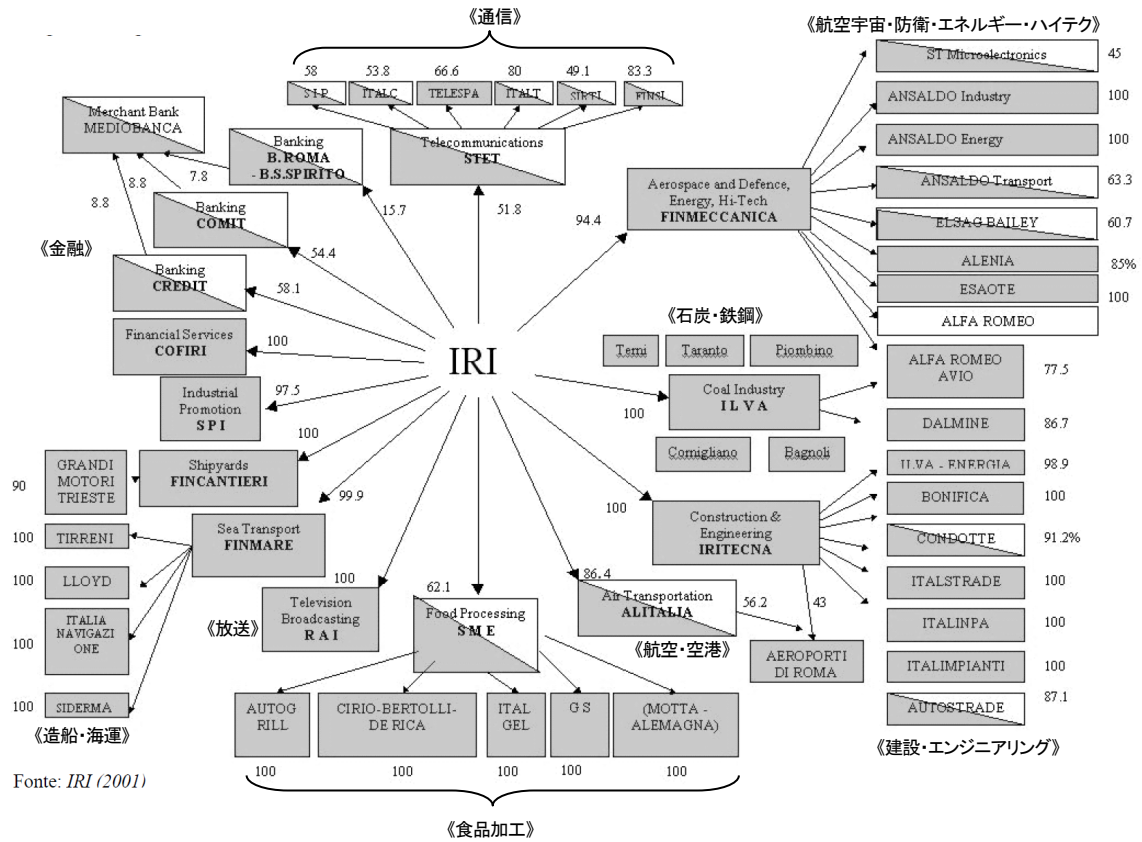 《通信》
58
53.8
66.6
80
49.1
83.3
S I P
ITALC
TELESPA
ITALT
SIRTI
FINSI
Telecommunications
STET
51.8
Merchant Bank
MEDIOBANCA
Banking
B.ROMA
- B.S.SPIRITO
15.7
8.8
7.8
8.8
Banking
COMIT
54.4
《金融》
Banking
CREDIT
58.1
Financial Services
COFIRI
100
Industrial
Promotion
S P I
97.5
IRI
《航空宇宙・防衛・エネルギー・ハイテク》
94.4
Aerospace and Defence,
Energy, Hi-Tech
FINMECCANICA
ST Microelectronics
45
ANSALDO Industry
100
ANSALDO Energy
100
ANSALDO Transport
63.3
ELSAG BAILEY
60.7
ALENIA
85%
ESAOTE
100
ALFA ROMEO
ALFA ROMEO
AVIO
77.5
DALMINE
86.7
《石炭・鉄鋼》
Terni
Taranto
Piombino
100
Coal Industry
I L V A
Cornigliano
Bagnoli
100
Shipyards
FINCANTIERI
GRANDI
MOTORI
TRIESTE
90
99.9
Sea Transport
FINMARE
TIRRENI
100
LLOYD
100
ITALIA
NAVIGAZI
ONE
100
SIDERMA
100
《造船・海運》
《放送》
100
Television
Broadcasting
R A I
62.1
Food Processing
S M E
AUTOG
RILL
CIRIO-BERTOLLI-
DE RICA
ITAL
GEL
G S
(MOTTA -
ALEMAGNA)
100
100
100
100
100
《食品加工》
86.4
Air Transportation
ALITALIA
56.2
《航空・空港》
43
AEROPORTI
DI ROMA
100
Construction &
Engineering
IRITECNA
ILVA - ENERGIA
98.9
BONIFICA
100
CONDOTTE
91.2%
ITALSTRADE
100
ITALINPA
100
ITALIMPIANTI
100
AUTOSTRADE
87.1
《建設・エンジニアリング》
Fonte: IRI (2001)